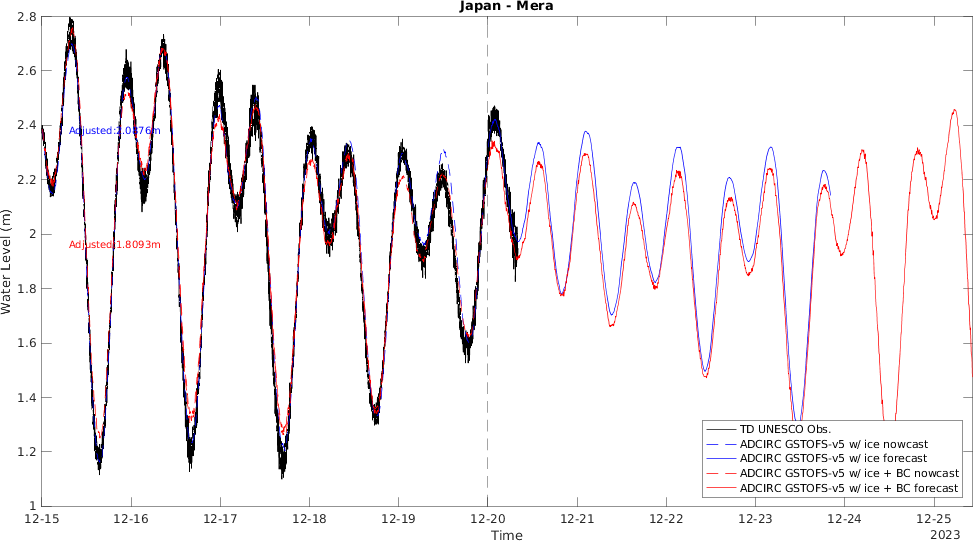 Japan - Mera
2.8
2.6
2.4
2.2
2
1.8
1.6
1.4
1.2
1
Water Level (m)
Adjusted:2.0876m
Adjusted:1.8093m
TD UNESCO Obs.
ADCIRC GSTOFS-v5 w/ ice nowcast
ADCIRC GSTOFS-v5 w/ ice forecast
ADCIRC GSTOFS-v5 w/ ice + BC nowcast
ADCIRC GSTOFS-v5 w/ ice + BC forecast
12-15 12-16 12-17 12-18 12-19 12-20 12-21 12-22 12-23 12-24 12-25
Time 2023